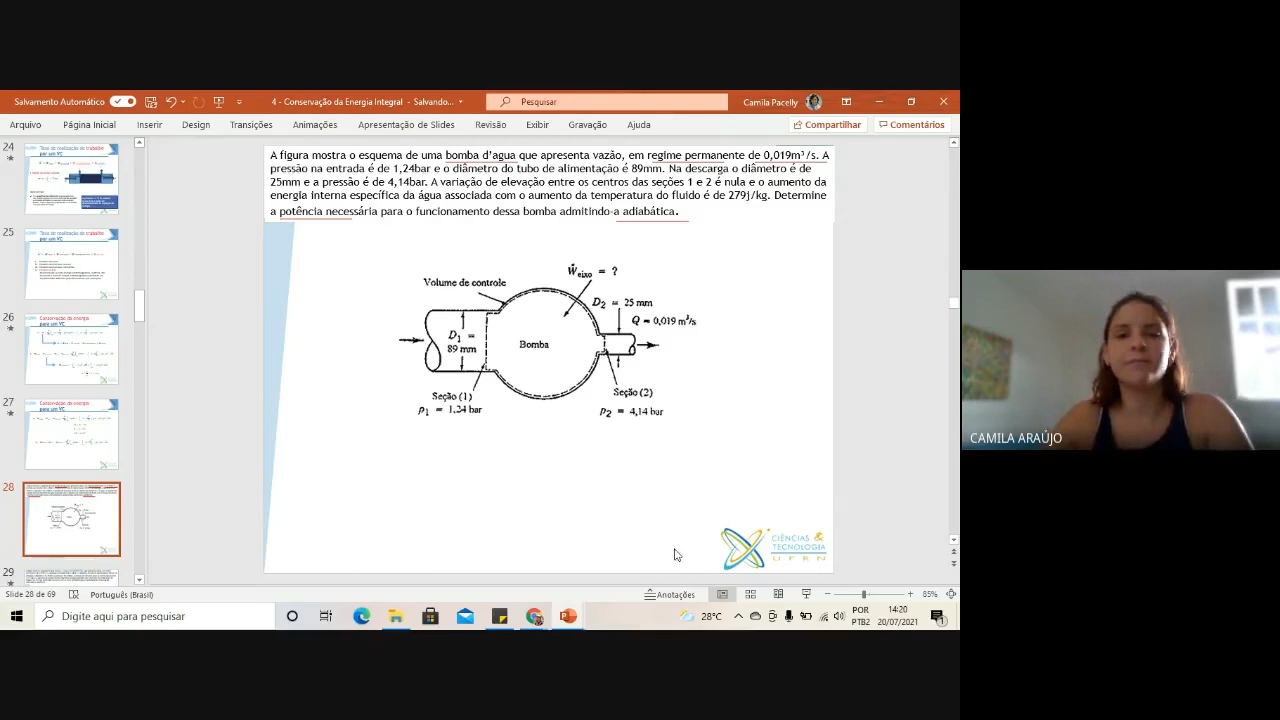 Salvamento Automático
4 - Conservação da Energia Integral - Salvando...
Pesquisar
Camila Pacelly
Arquivo
Página Inicial
Inserir
Design
Transições
Animações
Apresentação de Slides
Revisão
Exibir
Gravação
Ajuda
Compartilhar
Comentários
24
25
26
Conservação da energia
por um VC
27
28
29
A figura mostra o esquema de uma bomba d'água que apresenta vazão, em regime permanente de 0,019m³/s. A
pressão na entrada é de 1,24bar e o diâmetro do tubo de alimentação é 89mm. Na descarga o diâmetro é de
25mm e a pressão é de 4,14bar. A variação de elevação entre os centros das seções 1 e 2 é nula e o aumento da
energia interna específica da água associada com o aumento da temperatura do fluido é de 279J/kg. Determine
a potência necessária para o funcionamento dessa bomba admitindo-a adiabática.
Ẇeixo = ?
Volume de controle
D2 = 25 mm
Q = 0,019 m³/s
D1 =
89 mm
Bomba
Seção (1)
p1 = 1,24 bar
Seção (2)
p2 = 4,14 bar
CIÊNCIAS &
TECNOLOGIA
UFRN
CAMILA ARAÚJO
Slide 28 de 69
Português (Brasil)
Anotações
85%
Digite aqui para pesquisar
28°C
POR
PTB2
14:20
20/07/2021